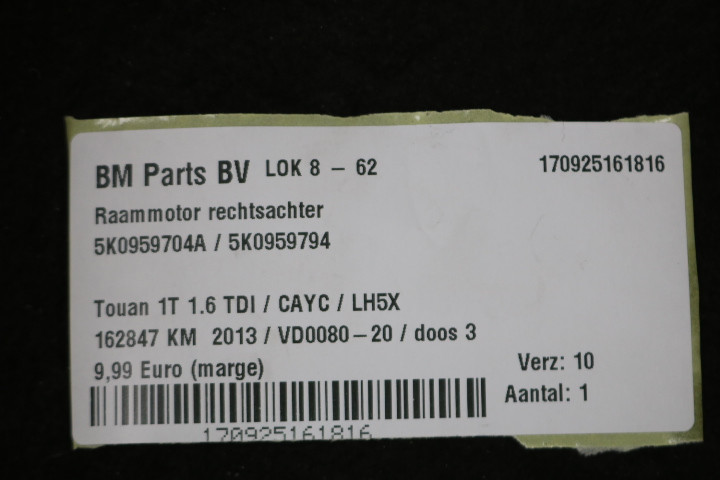 BM Parts BV LOK 8 - 62 170925161816
Raammotor rechtsachter
5K0959704A / 5K0959794
Touan 1T 1.6 TDI / CAYC / LH5X
162847 KM 2013 / VD0080-20 / doos 3
9,99 Euro (marge) Verz: 10
Aantal: 1
170925161816